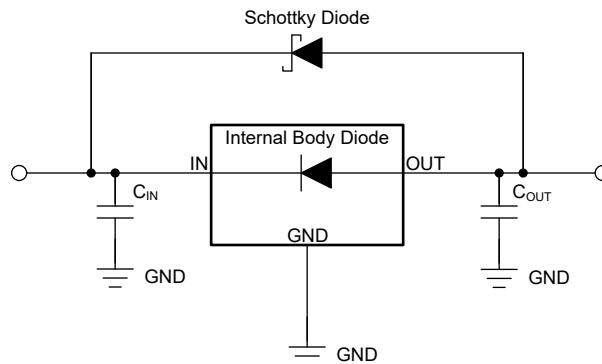 Schottky Diode
Internal Body Diode
IN
OUT
CIN
COUT
GND
GND
GND
GND